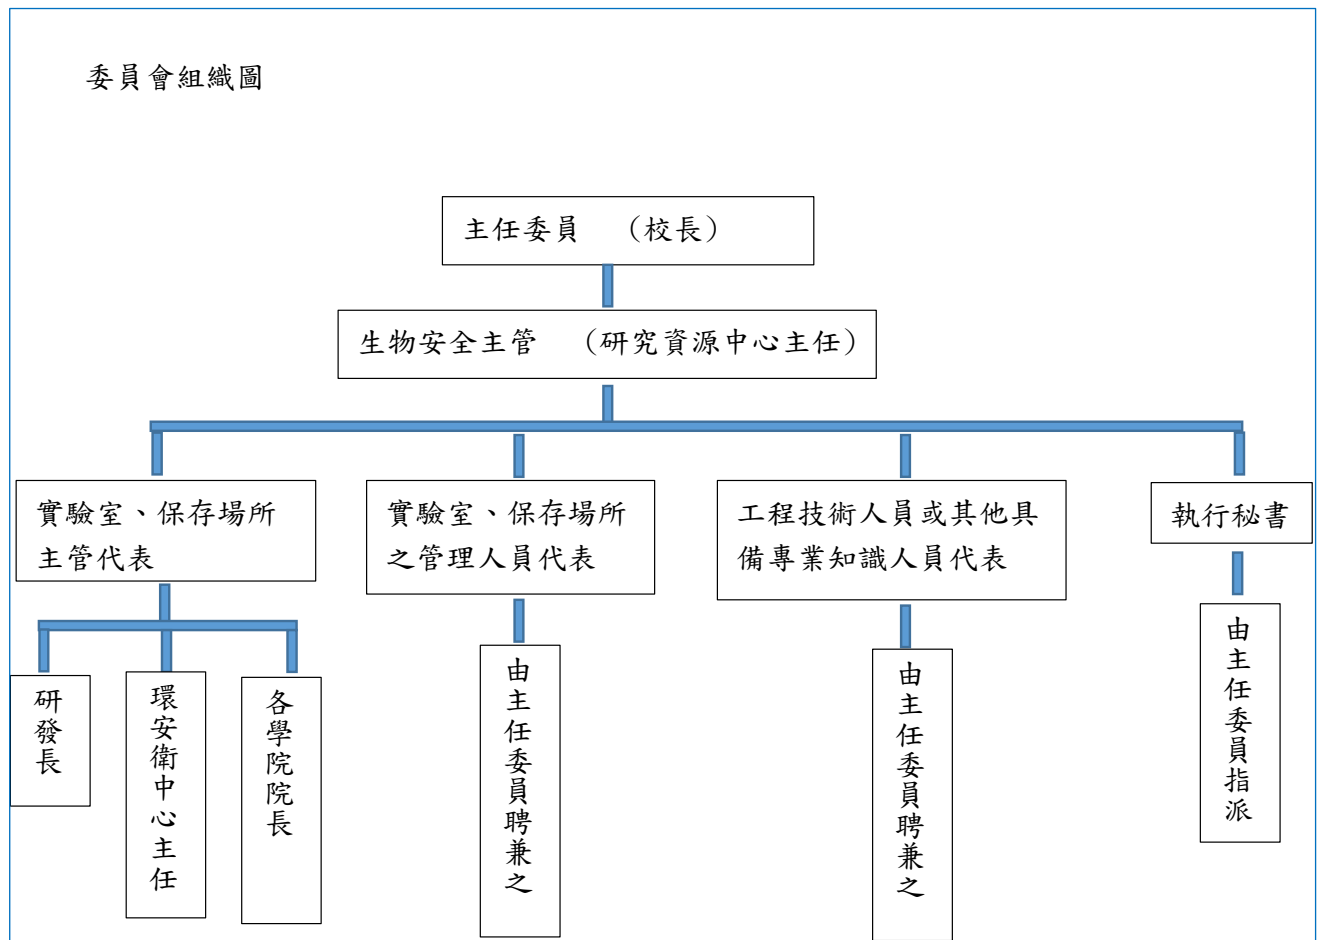 委員會組織圖
主任委員　（校長）
生物安全主管　（研究資源中心主任）
實驗室、保存場所
主管代表
實驗室、保存場所
之管理人員代表
工程技術人員或其他具
備專業知識人員代表
執行秘書
研發長
環安衛中心主任
各學院院長
由主任委員聘兼之
由主任委員聘兼之
由主任委員指派